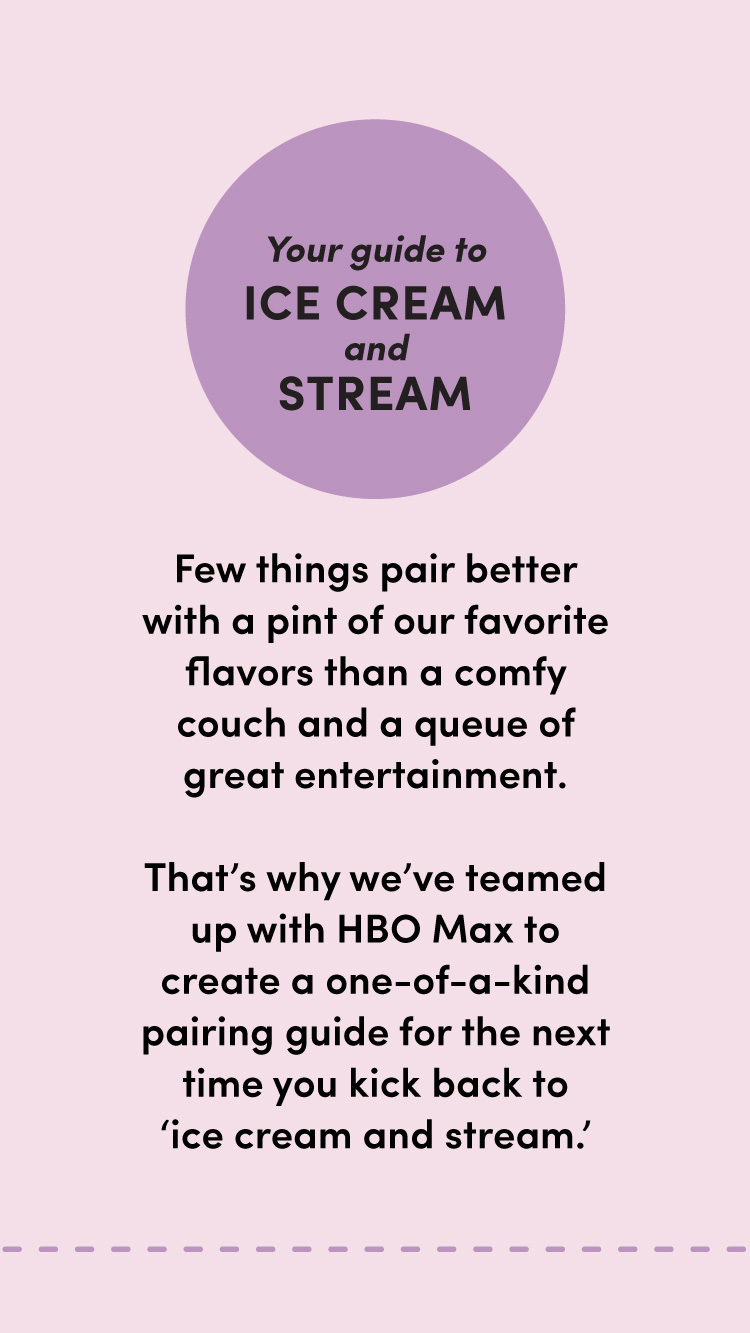 Your guide to
ICE CREAM
and
STREAM
Few things pair better
with a pint of our favorite
flavors than a comfy
couch and a queue of
great entertainment.
That’s why we’ve teamed
up with HBO Max to
create a one-of-a-kind
pairing guide for the next
time you kick back to
‘ice cream and stream.’